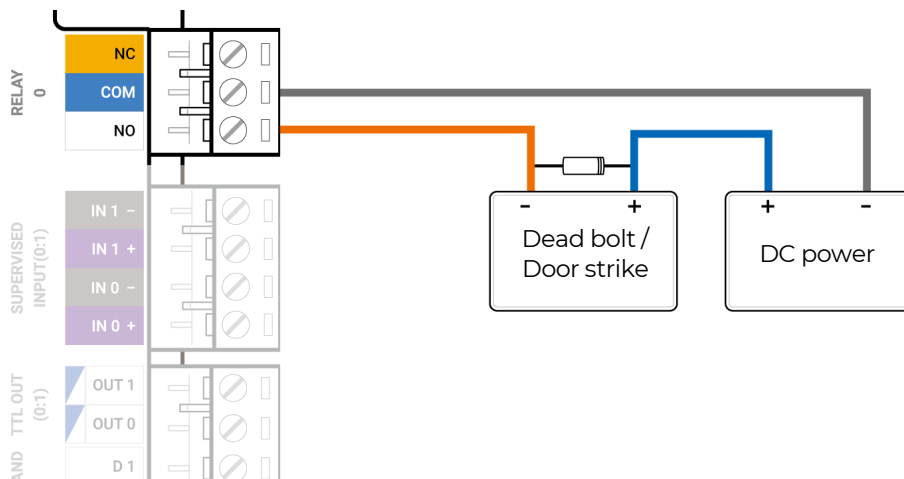 RELAY
0
NC
COM
NO
SUPERVISED
INPUT(0:1)
IN 1 −
IN 1 +
IN 0 −
IN 0 +
TTL OUT
(0:1)
OUT 1
OUT 0
AND
D 1
- +
Dead bolt /
Door strike
+ -
DC power